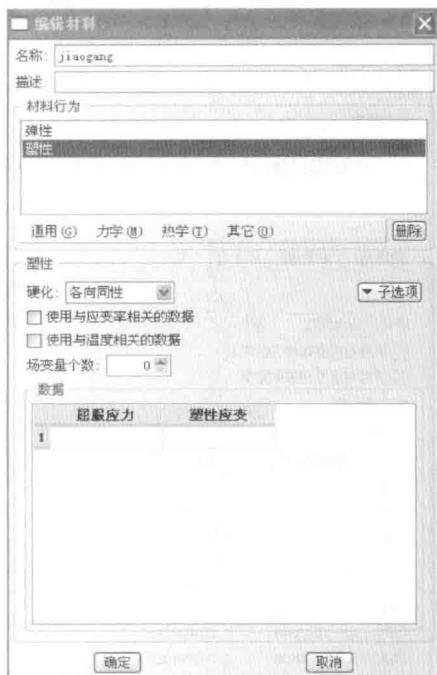 编辑材料
名称: jiaogang
描述:
材料行为
弹性
塑性
通用(G) 力学(M) 热学(T) 其它(O) 删除
塑性
硬化: 各向同性 子选项
使用与应变率相关的数据
使用与温度相关的数据
场变量个数: 0
数据
屈服应力 塑性应变
1
确定 取消